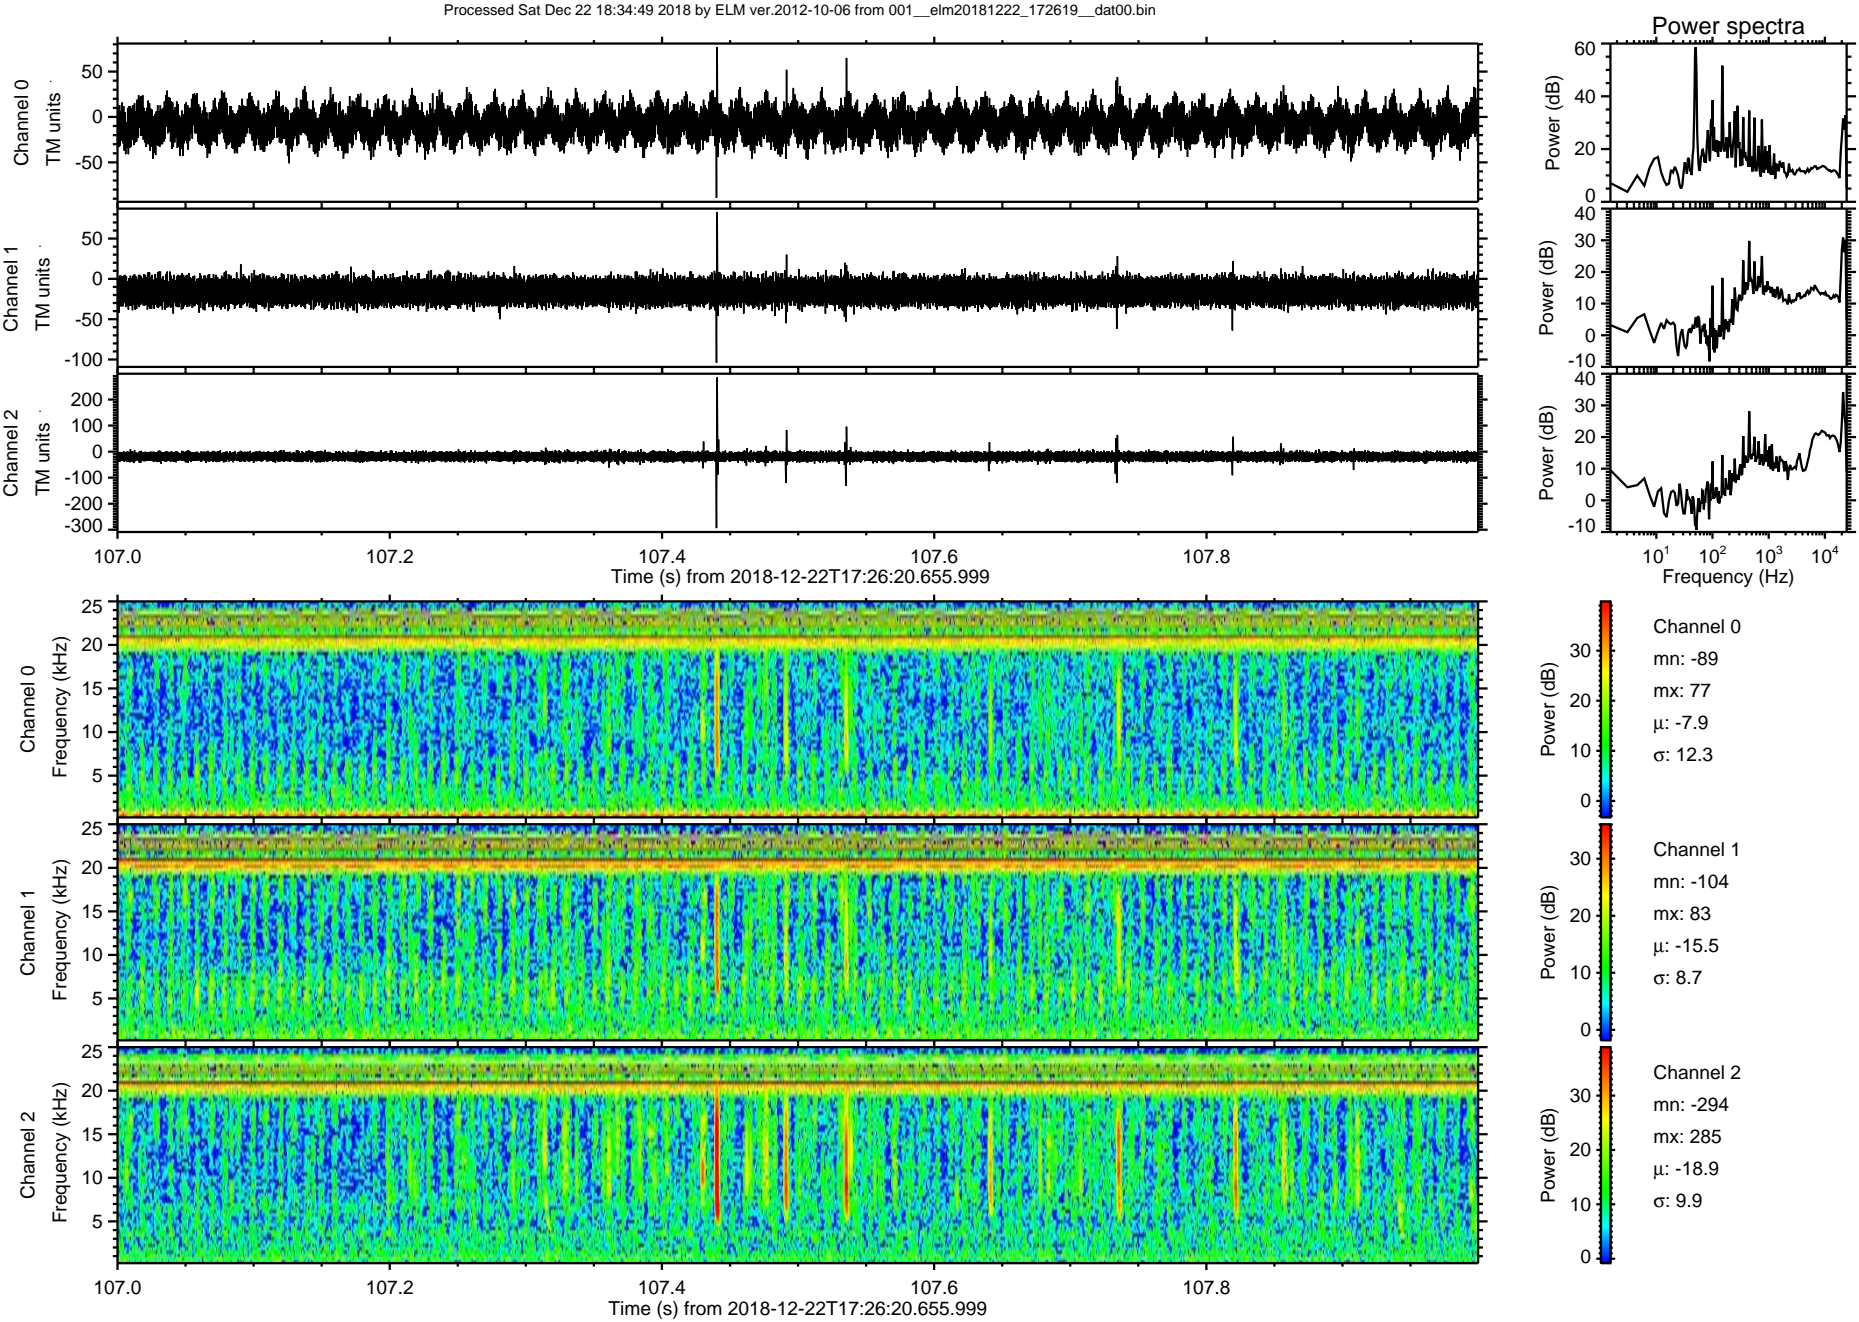 Processed Sat Dec 22 18:34:49 2018 by ELM ver.2012-10-06 from 001__elm20181222_172619__dat00.bin
Power spectra
Channel 0
TM units
50
0
-50
Power (dB)
60
40
20
0
Channel 1
TM units
50
0
-50
-100
Power (dB)
40
30
20
10
0
-10
Channel 2
TM units
200
100
0
-100
-200
-300
Power (dB)
40
30
20
10
0
-10
107.0 107.2 107.4 107.6 107.8
Time (s) from 2018-12-22T17:26:20.655.999
10^1 10^2 10^3 10^4
Frequency (Hz)
Channel 0
Frequency (kHz)
25
20
15
10
5
Power (dB)
30
20
10
0
Channel 0
mn: -89
mx: 77
μ: -7.9
σ: 12.3
Channel 1
Frequency (kHz)
25
20
15
10
5
Power (dB)
30
20
10
0
Channel 1
mn: -104
mx: 83
μ: -15.5
σ: 8.7
Channel 2
Frequency (kHz)
25
20
15
10
5
Power (dB)
30
20
10
0
Channel 2
mn: -294
mx: 285
μ: -18.9
σ: 9.9
107.0 107.2 107.4 107.6 107.8
Time (s) from 2018-12-22T17:26:20.655.999